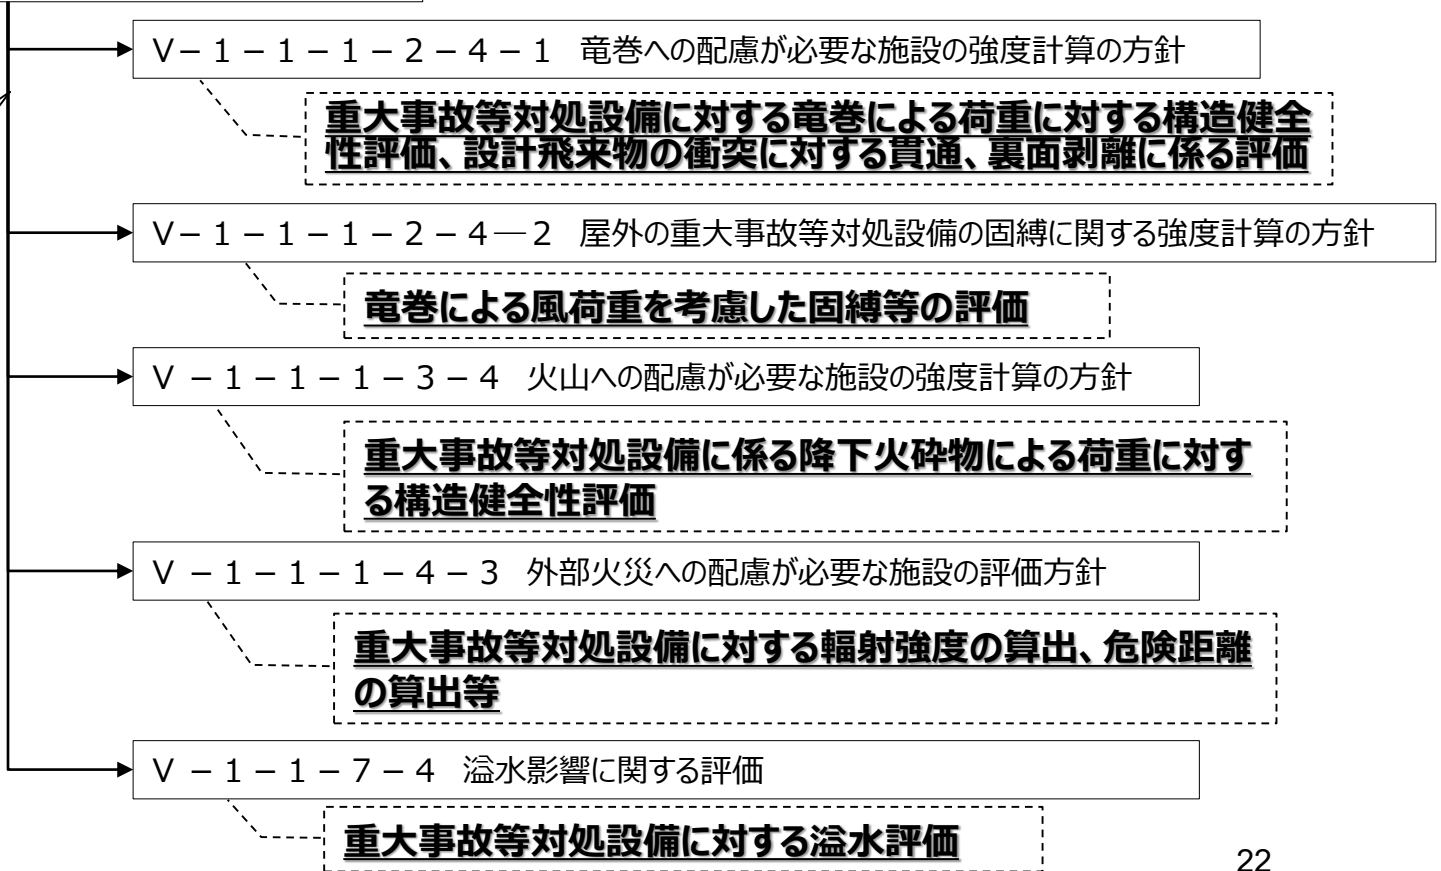 Ⅴ－１－１－１－２－４－１　竜巻への配慮が必要な施設の強度計算の方針
重大事故等対処設備に対する竜巻による荷重に対する構造健全
性評価、設計飛来物の衝突に対する貫通、裏面剥離に係る評価
Ⅴ－１－１－１－２－４―２　屋外の重大事故等対処設備の固縛に関する強度計算の方針
竜巻による風荷重を考慮した固縛等の評価
Ⅴ－１－１－１－３－４　火山への配慮が必要な施設の強度計算の方針
重大事故等対処設備に係る降下火砕物による荷重に対す
る構造健全性評価
Ⅴ－１－１－１－４－３　外部火災への配慮が必要な施設の評価方針
重大事故等対処設備に対する輻射強度の算出、危険距離
の算出等
Ⅴ－１－１－７－４　溢水影響に関する評価
重大事故等対処設備に対する溢水評価
22